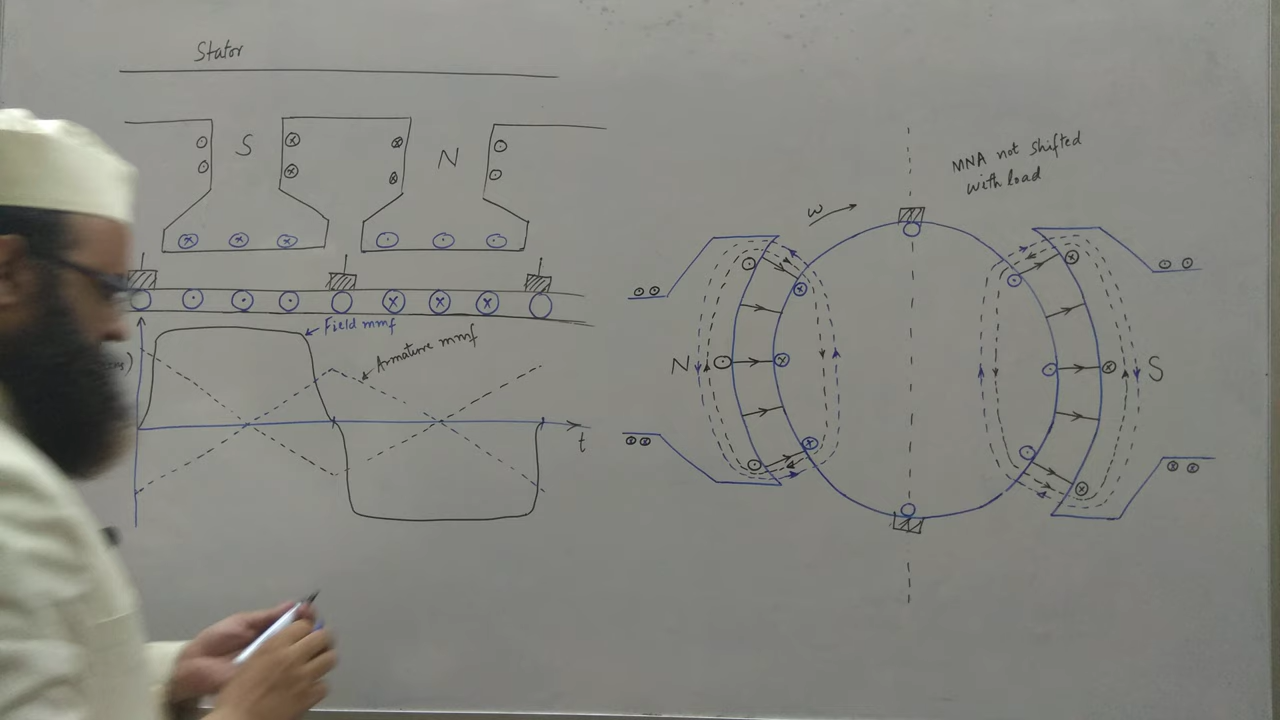 Stator
S
N
Field mmf
Armature mmf
t
MNA not shifted
with load
ω
N
S